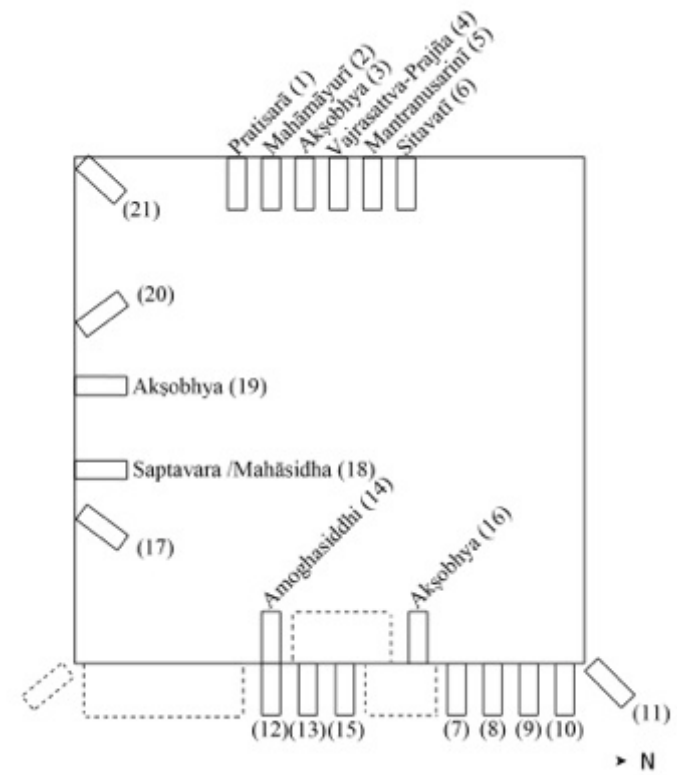 Pratisarā (1)
Mahāmāyurī (2)
Akṣobhya (3)
Vajrasattva-Prajña (4)
Mantranusarinī (5)
Sitavatī (6)
(21)
(20)
Akṣobhya (19)
Saptavara /Mahāsidha (18)
(17)
Amoghasiddhi (14)
Akṣobhya (16)
(12)(13)(15)
(7) (8) (9) (10)
(11)
N